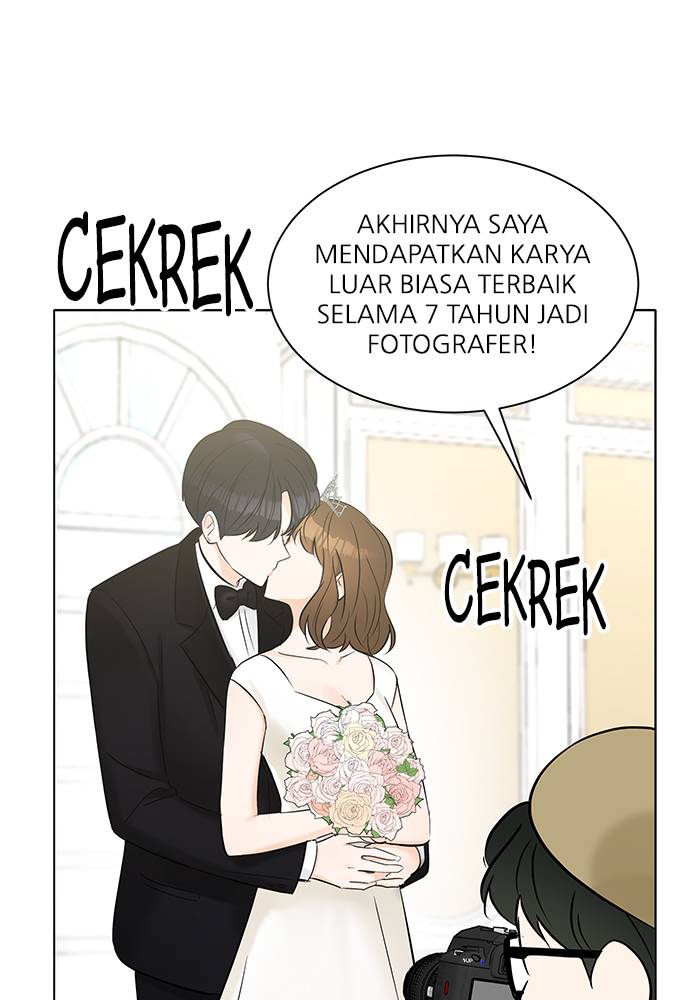 CEKREK
AKHIRNYA SAYA
MENDAPATKAN KARYA
LUAR BIASA TERBAIK
SELAMA 7 TAHUN JADI
FOTOGRAFER!
CEKREK